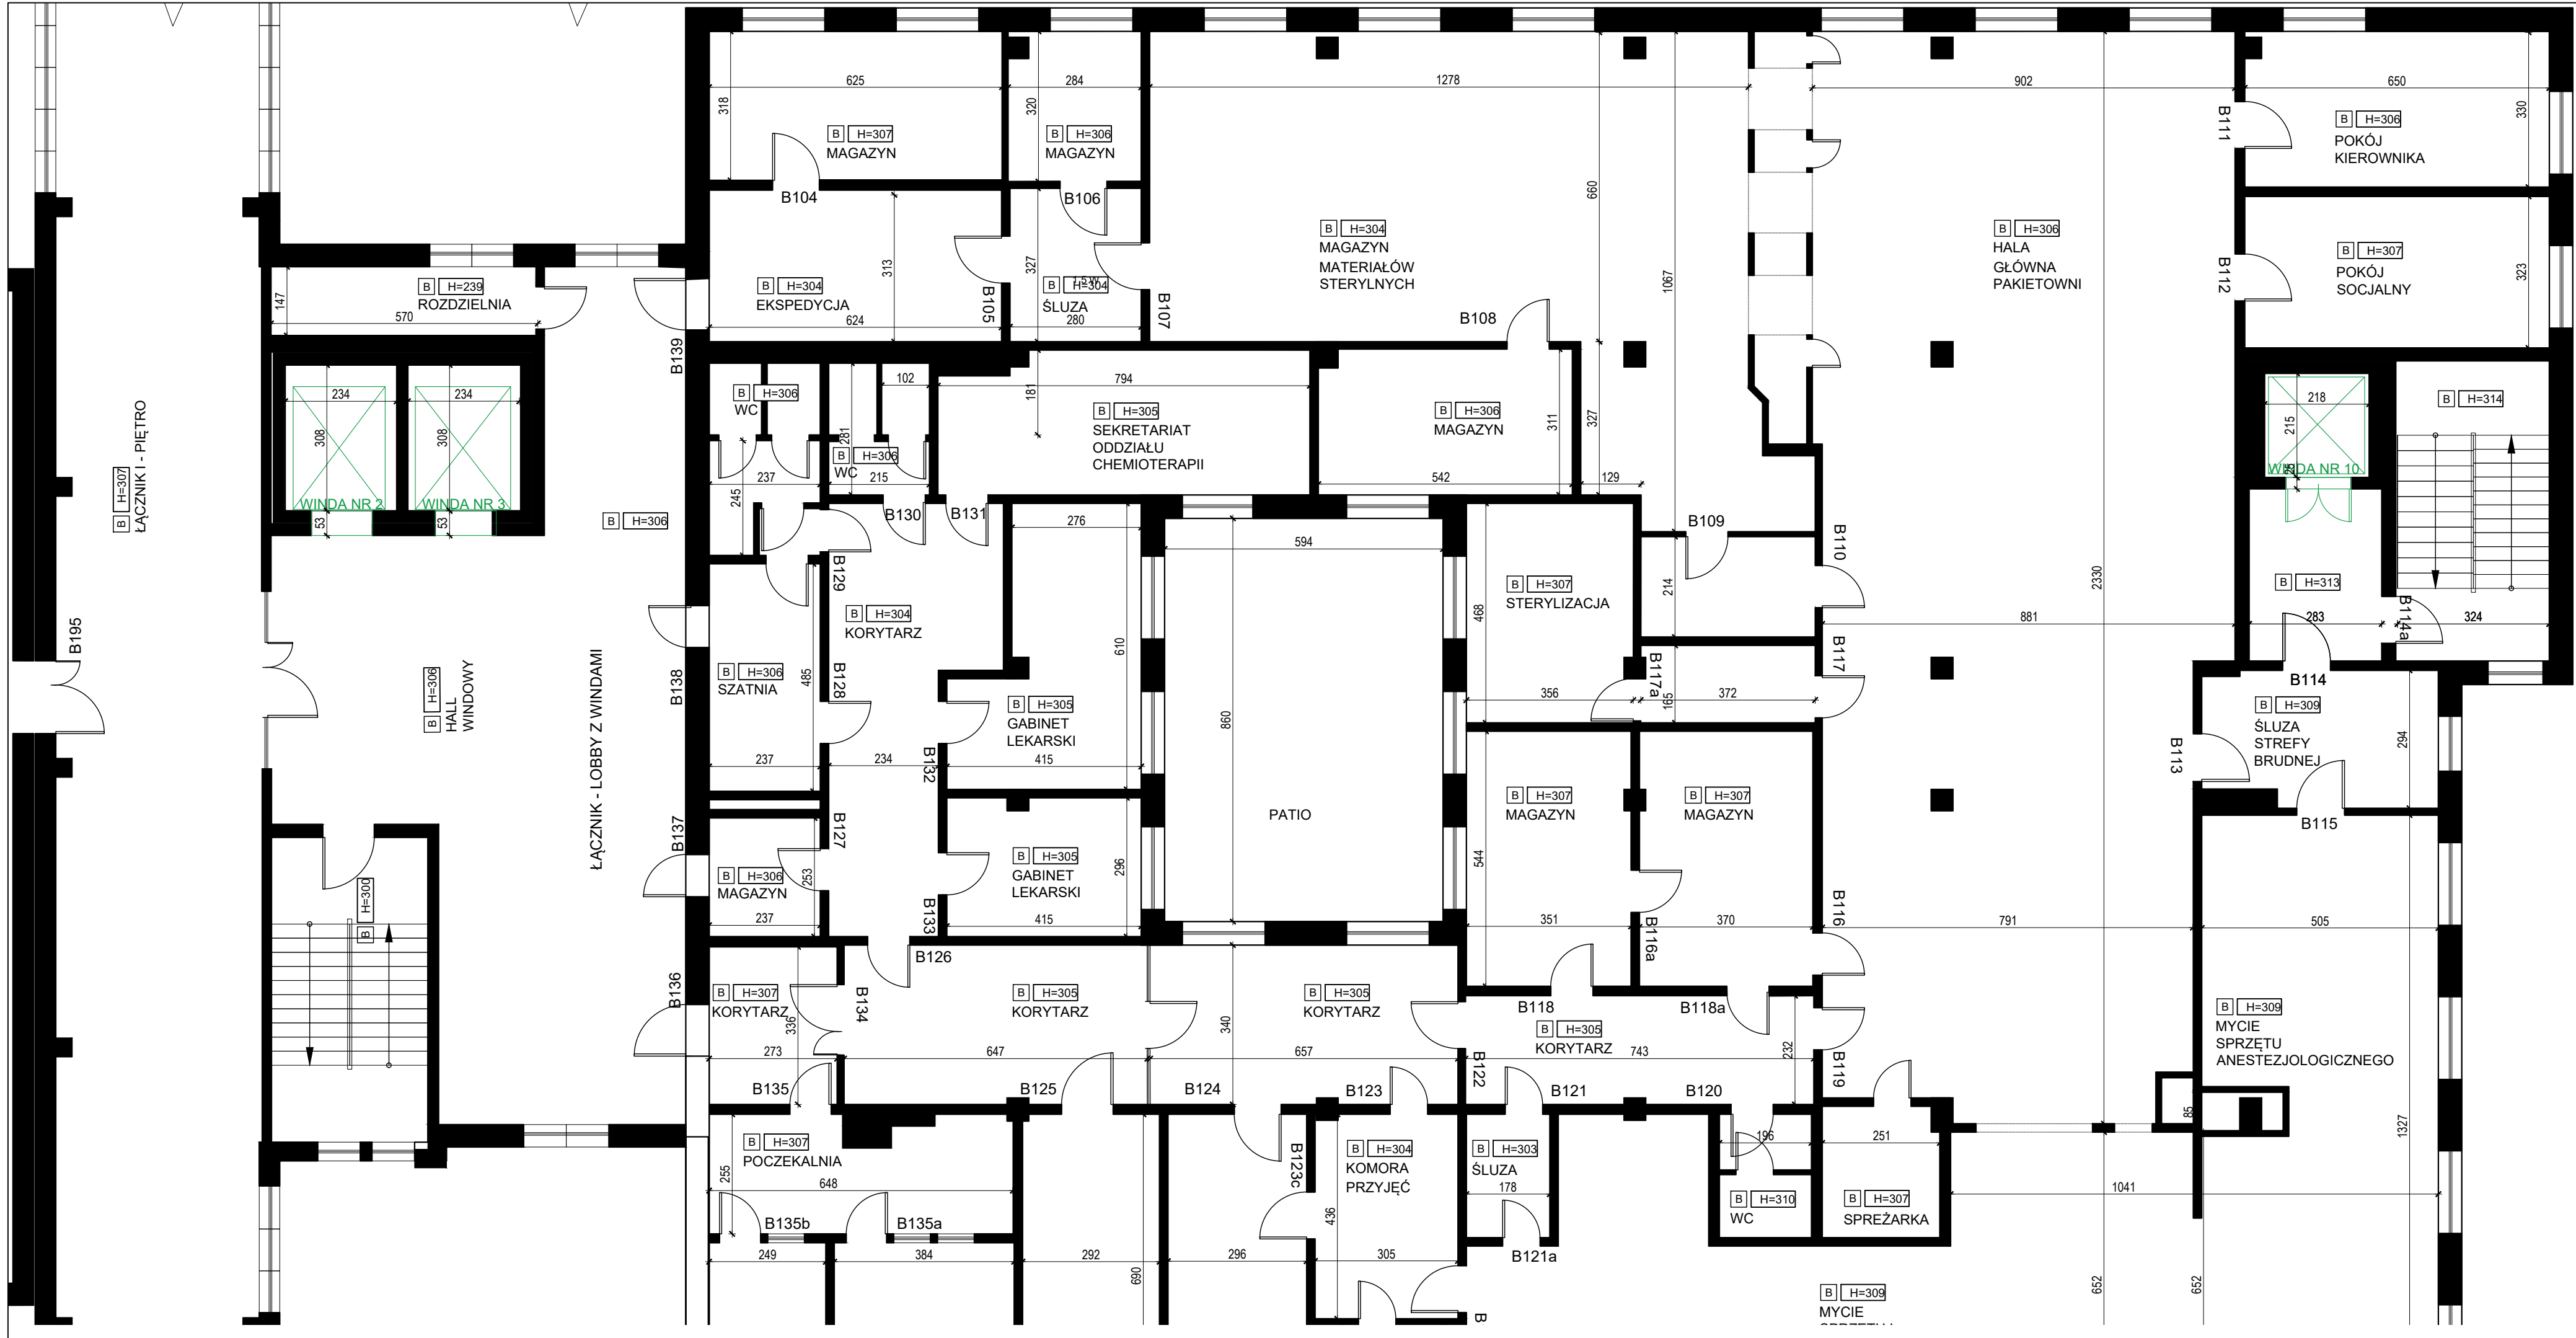 625
318
B H=307
MAGAZYN
B104
284
320
B H=306
MAGAZYN
B106
1278
660
1067
B H=304
MAGAZYN
MATERIAŁÓW
STERYLNYCH
902
B H=306
HALA
GŁÓWNA
PAKIETOWNI
2330
B111
650
330
B H=306
POKÓJ
KIEROWNIKA
B112
323
B H=307
POKÓJ
SOCJALNY
B H=239
ROZDZIELNIA
147
570
B139
313
B H=304
EKSPEDYCJA
624
B105
327
B H=304
ŚLUZA
280
B107
B108
234
308
WINDA NR 2
53
234
308
WINDA NR 3
53
B H=306
B H=306
WC
237
245
102
281
B H=306
WC
215
181
794
B H=305
SEKRETARIAT
ODDZIAŁU
CHEMIOTERAPII
B H=306
MAGAZYN
311
542
327
129
218
215
WINDA NR 10
B H=314
B H=307
ŁĄCZNIK I - PIĘTRO
B195
B130
B131
B129
276
594
B109
B110
B H=304
KORYTARZ
610
B H=307
STERYLIZACJA
468
214
881
B H=313
283
B114a
324
B H=306
HALL
WINDOWY
ŁĄCZNIK - LOBBY Z WINDAMI
B138
B H=306
SZATNIA
485
237
B128
234
B132
B H=305
GABINET
LEKARSKI
415
860
PATIO
356
B117a
165
372
B117
B114
B H=309
ŚLUZA
STREFY
BRUDNEJ
294
B113
B115
B137
B H=306
MAGAZYN
253
237
B127
B H=305
GABINET
LEKARSKI
296
415
B133
B H=307
MAGAZYN
544
351
B H=307
MAGAZYN
370
B116a
B116
791
505
B H=300
B136
B H=307
KORYTARZ
336
273
B134
B126
B H=305
KORYTARZ
647
340
B H=305
KORYTARZ
657
B118
B118a
B H=305
KORYTARZ
743
232
B122
B119
B H=309
MYCIE
SPRZĘTU
ANESTEZJOLOGICZNEGO
1327
B135
B125
B124
B123
B121
B120
85
B H=307
POCZEKALNIA
255
648
B135b
B135a
B123c
B H=304
KOMORA
PRZYJĘĆ
436
305
B H=303
ŚLUZA
178
B121a
196
B H=310
WC
251
B H=307
SPREŻARKA
1041
249
384
292
690
296
652
652
B H=309
MYCIE